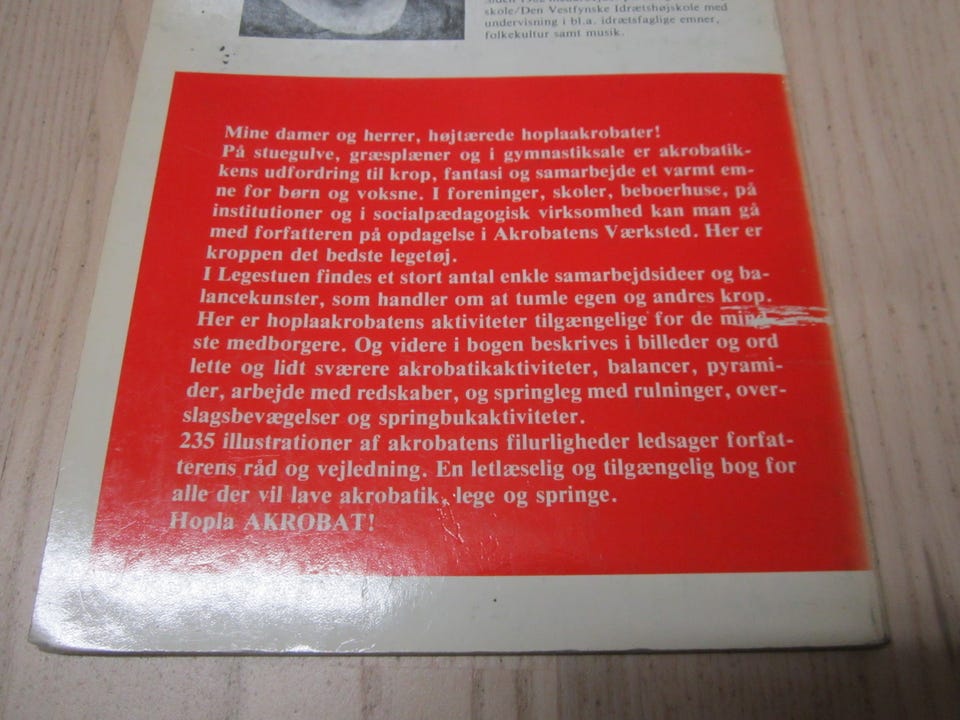 skole/Den Vestfynske Idrætshøjskole med
undervisning i bl.a. idrætsfaglige emner,
folkekultur samt musik.
Mine damer og herrer, højtærede hoplaakrobater!
På stuegulve, græsplæner og i gymnastiksale er akrobatik-
kens udfordring til krop, fantasi og samarbejde et varmt em-
ne for børn og voksne. I foreninger, skoler, beboerhuse, på
institutioner og i socialpædagogisk virksomhed kan man gå
med forfatteren på opdagelse i Akrobatens Værksted. Her er
kroppen det bedste legetøj.
I Legestuen findes et stort antal enkle samarbejdsideer og ba-
lancekunster, som handler om at tumle egen og andres krop.
Her er hoplaakrobatens aktiviteter tilgængelige for de mind-
ste medborgere. Og videre i bogen beskrives i billeder og ord
lette og lidt sværere akrobatikaktiviteter, balancer, pyrami-
der, arbejde med redskaber, og springleg med rulninger, over-
slagsbevægelser og springbukaktiviteter.
235 illustrationer af akrobatens filurligheder ledsager forfat-
terens råd og vejledning. En letlæselig og tilgængelig bog for
alle der vil lave akrobatik, lege og springe.
Hopla AKROBAT!